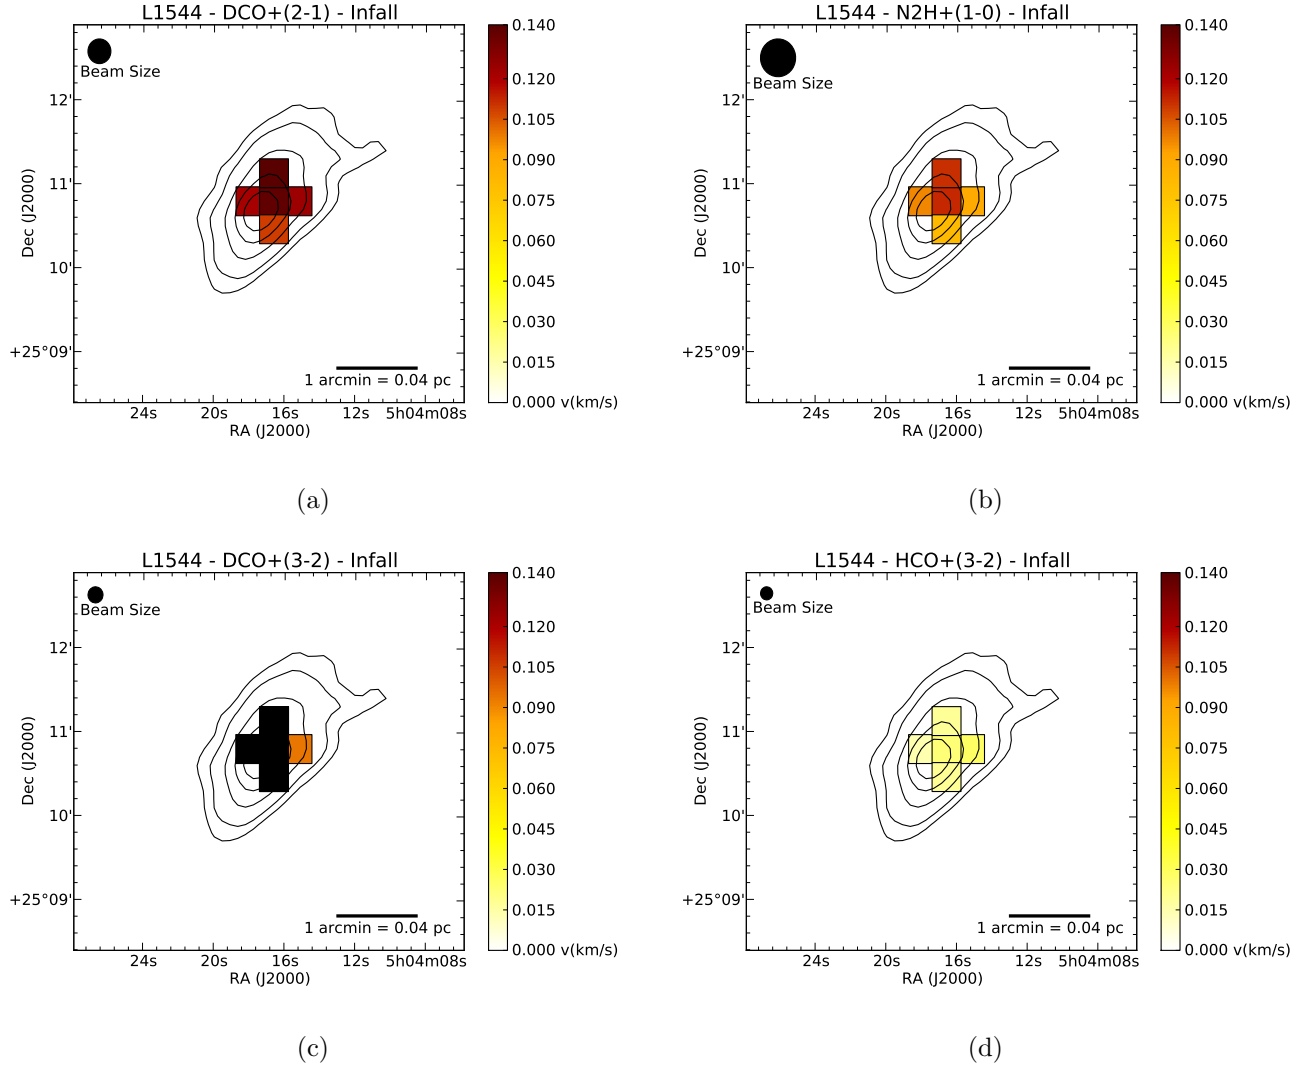 L1544 - DCO+(2-1) - Infall
Beam Size
12'
11'
10'
+25°09'
Dec (J2000)
24s 20s 16s 12s 5h04m08s
RA (J2000)
1 arcmin = 0.04 pc
0.140
0.120
0.105
0.090
0.075
0.060
0.045
0.030
0.015
0.000 v(km/s)
(a)
L1544 - N2H+(1-0) - Infall
Beam Size
12'
11'
10'
+25°09'
Dec (J2000)
24s 20s 16s 12s 5h04m08s
RA (J2000)
1 arcmin = 0.04 pc
0.140
0.120
0.105
0.090
0.075
0.060
0.045
0.030
0.015
0.000 v(km/s)
(b)
L1544 - DCO+(3-2) - Infall
Beam Size
12'
11'
10'
+25°09'
Dec (J2000)
24s 20s 16s 12s 5h04m08s
RA (J2000)
1 arcmin = 0.04 pc
0.140
0.120
0.105
0.090
0.075
0.060
0.045
0.030
0.015
0.000 v(km/s)
(c)
L1544 - HCO+(3-2) - Infall
Beam Size
12'
11'
10'
+25°09'
Dec (J2000)
24s 20s 16s 12s 5h04m08s
RA (J2000)
1 arcmin = 0.04 pc
0.140
0.120
0.105
0.090
0.075
0.060
0.045
0.030
0.015
0.000 v(km/s)
(d)